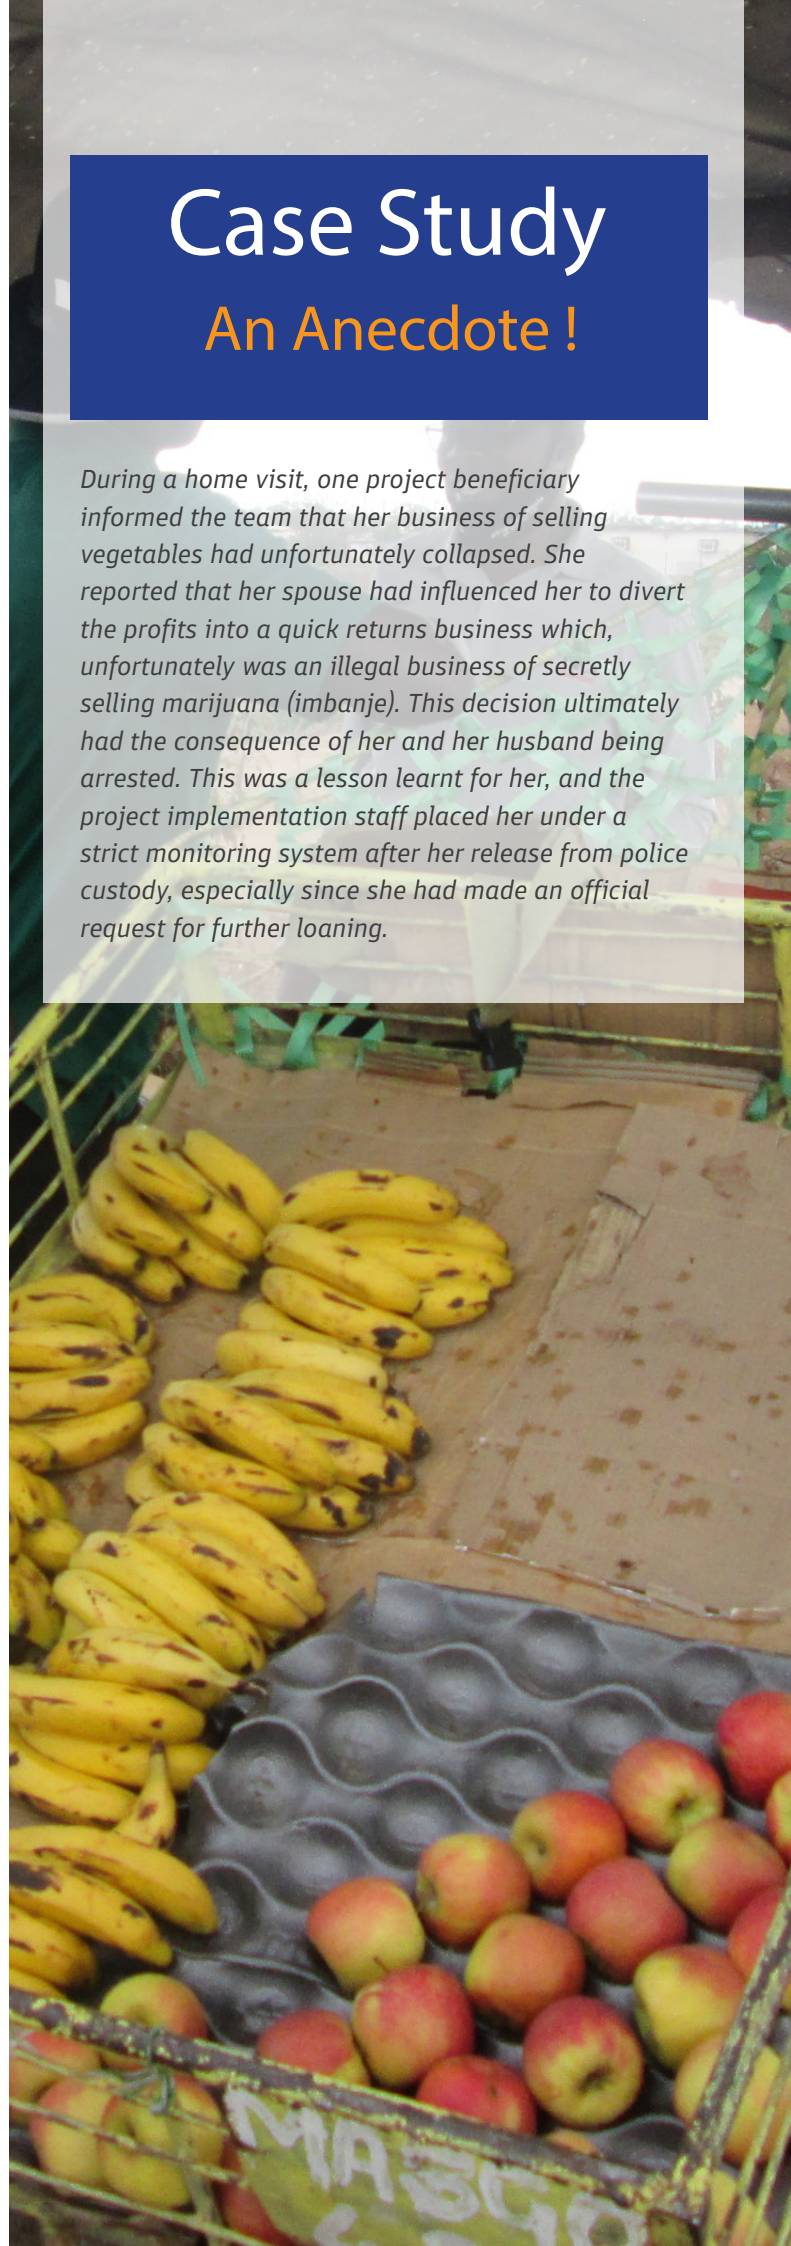 Case Study
An Anecdote !
During a home visit, one project beneficiary
informed the team that her business of selling
vegetables had unfortunately collapsed. She
reported that her spouse had influenced her to divert
the profits into a quick returns business which,
unfortunately was an illegal business of secretly
selling marijuana (imbanje). This decision ultimately
had the consequence of her and her husband being
arrested. This was a lesson learnt for her, and the
project implementation staff placed her under a
strict monitoring system after her release from police
custody, especially since she had made an official
request for further loaning.